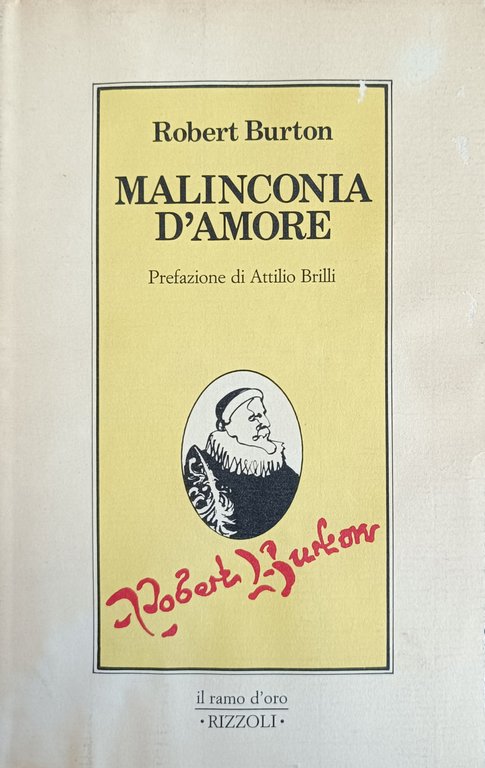 Robert Burton
MALINCONIA
D'AMORE
Prefazione di Attilio Brilli
Robert Burton
il ramo d'oro
• RIZZOLI •